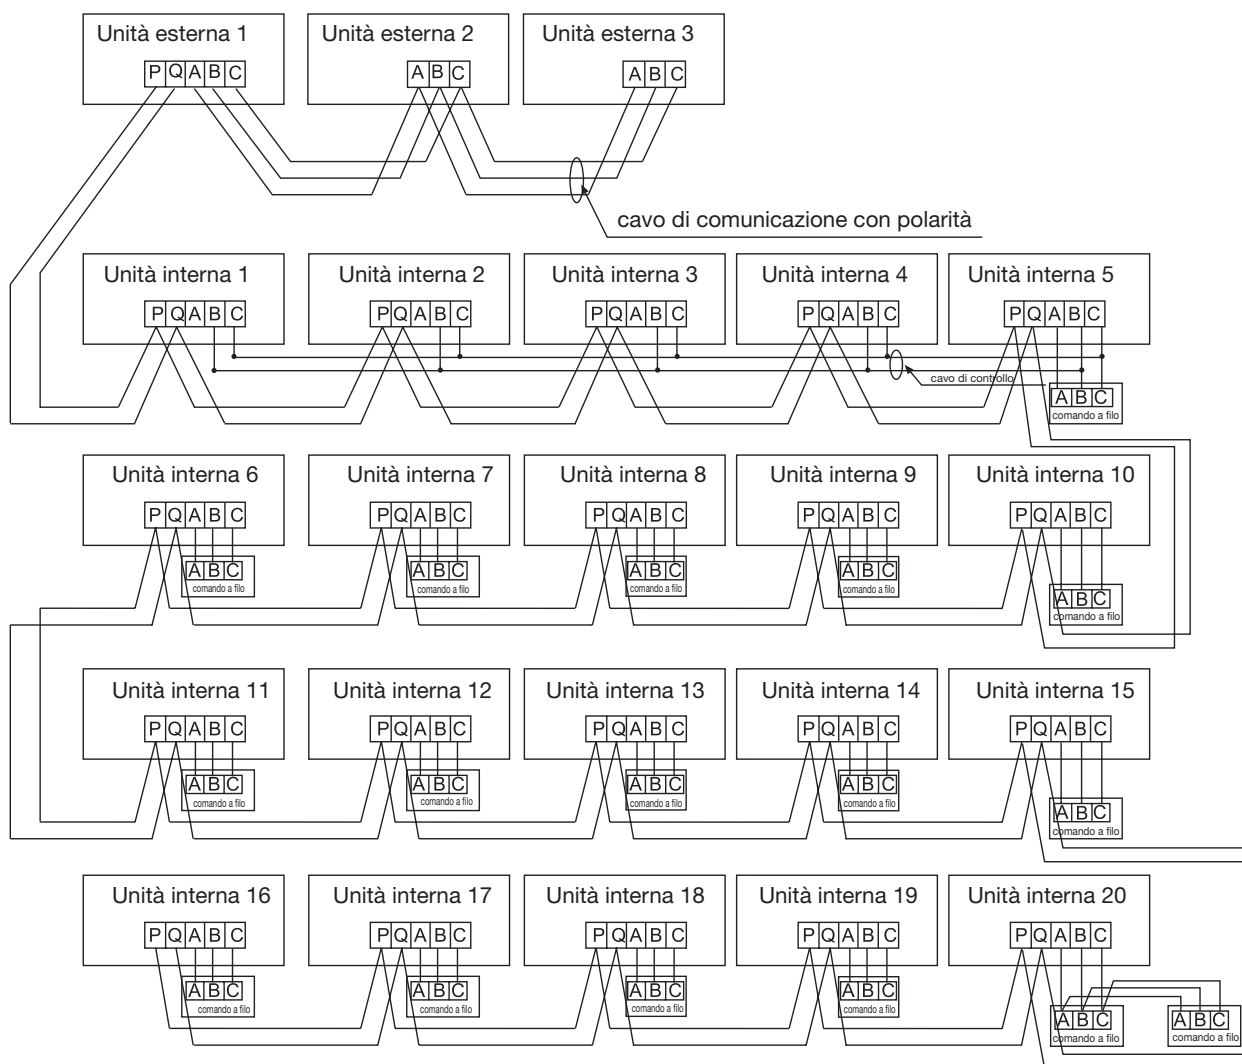 Unità esterna 1
Unità esterna 2
Unità esterna 3
P Q A B C
A B C
A B C
cavo di comunicazione con polarità
Unità interna 1
Unità interna 2
Unità interna 3
Unità interna 4
Unità interna 5
P Q A B C
P Q A B C
P Q A B C
P Q A B C
P Q A B C
cavo di controllo
A B C
comando a filo
Unità interna 6
Unità interna 7
Unità interna 8
Unità interna 9
Unità interna 10
P Q A B C
P Q A B C
P Q A B C
P Q A B C
P Q A B C
A B C
comando a filo
A B C
comando a filo
A B C
comando a filo
A B C
comando a filo
A B C
comando a filo
Unità interna 11
Unità interna 12
Unità interna 13
Unità interna 14
Unità interna 15
P Q A B C
P Q A B C
P Q A B C
P Q A B C
P Q A B C
A B C
comando a filo
A B C
comando a filo
A B C
comando a filo
A B C
comando a filo
A B C
comando a filo
Unità interna 16
Unità interna 17
Unità interna 18
Unità interna 19
Unità interna 20
P Q A B C
P Q A B C
P Q A B C
P Q A B C
P Q A B C
A B C
comando a filo
A B C
comando a filo
A B C
comando a filo
A B C
comando a filo
A B C
comando a filo
A B C
comando a filo